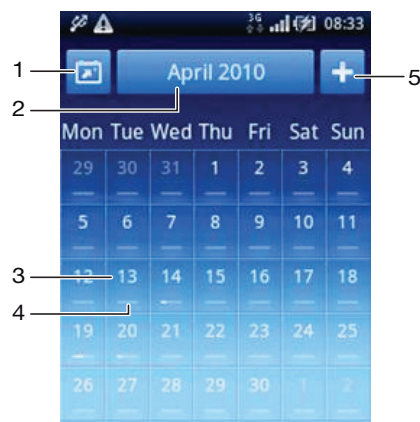 3G 08:33
1 April 2010 5
2
Mon Tue Wed Thu Fri Sat Sun
29 30 31 1 2 3 4
5 6 7 8 9 10 11
3 12 13 14 15 16 17 18
4
19 20 21 22 23 24 25
26 27 28 29 30 1 2